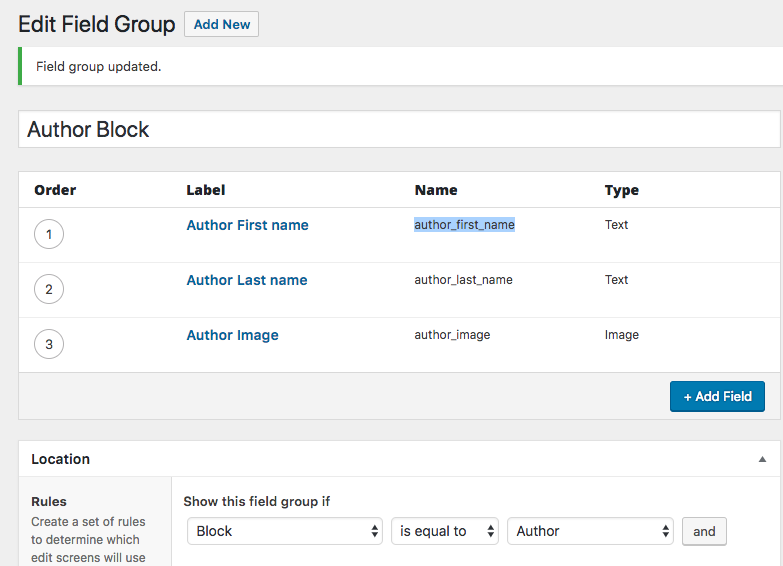 Edit Field Group Add New
Field group updated.
Author Block
Order Label Name Type
1 Author First name author_first_name Text
2 Author Last name author_last_name Text
3 Author Image author_image Image
+ Add Field
Location
Rules
Create a set of rules
to determine which
edit screens will use
Show this field group if
Block is equal to Author and